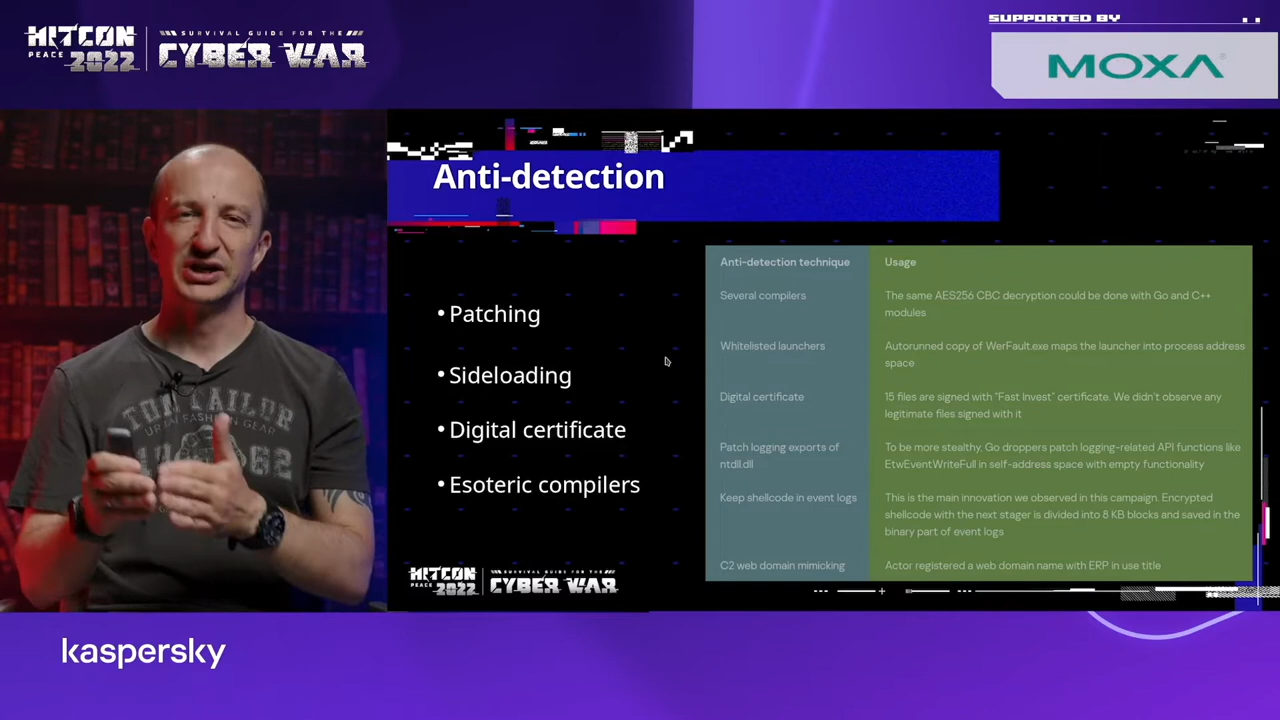 HITCON
PEACE 2022
SURVIVAL GUIDE FOR THE
CYBER WAR
SUPPORTED BY
MOXA
Anti-detection
• Patching
• Sideloading
• Digital certificate
• Esoteric compilers
Anti-detection technique
Usage
Several compilers
The same AES256 CBC decryption could be done with Go and C++
modules
Whitelisted launchers
Autorunned copy of WerFault.exe maps the launcher into process address
space
Digital certificate
15 files are signed with "Fast Invest" certificate. We didn't observe any
legitimate files signed with it
Patch logging exports of
ntdll.dll
To be more stealthy, Go droppers patch logging-related API functions like
EtwEventWriteFull in self-address space with empty functionality
Keep shellcode in event logs
This is the main innovation we observed in this campaign. Encrypted
shellcode with the next stager is divided into 8 KB blocks and saved in the
binary part of event logs
C2 web domain mimicking
Actor registered a web domain name with ERP in use title
TOM TAILOR
HITCON
PEACE 2022
SURVIVAL GUIDE FOR THE
CYBER WAR
kaspersky